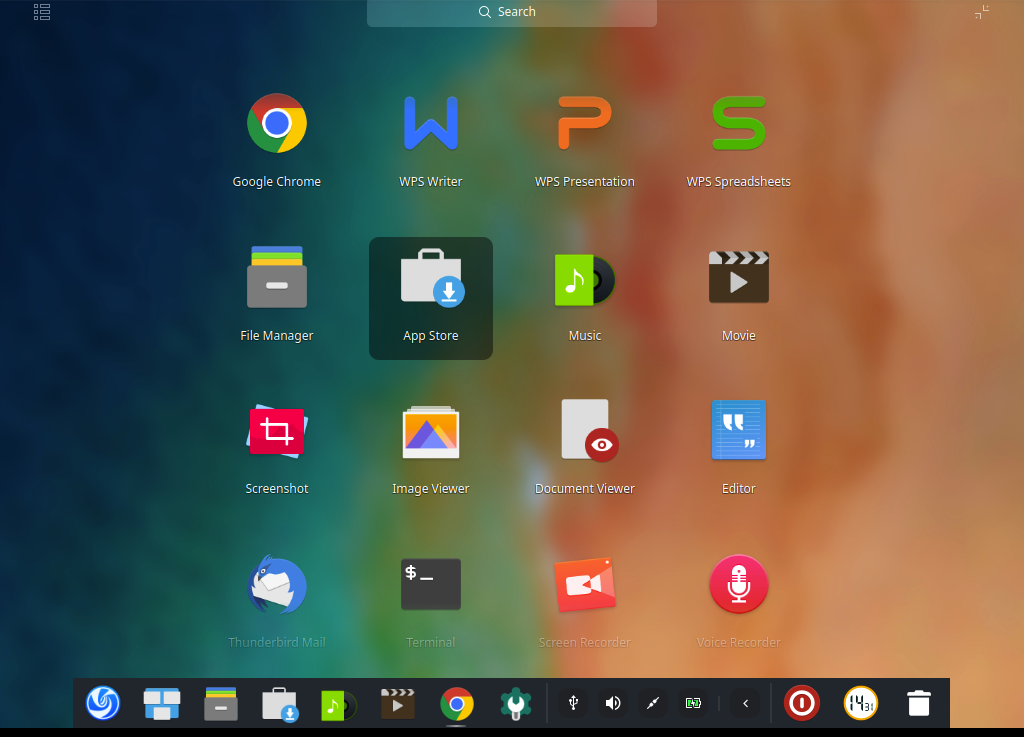 Search
Google Chrome
WPS Writer
WPS Presentation
WPS Spreadsheets
File Manager
App Store
Music
Movie
Screenshot
Image Viewer
Document Viewer
Editor
$_
Thunderbird Mail
Terminal
Screen Recorder
Voice Recorder
14 31